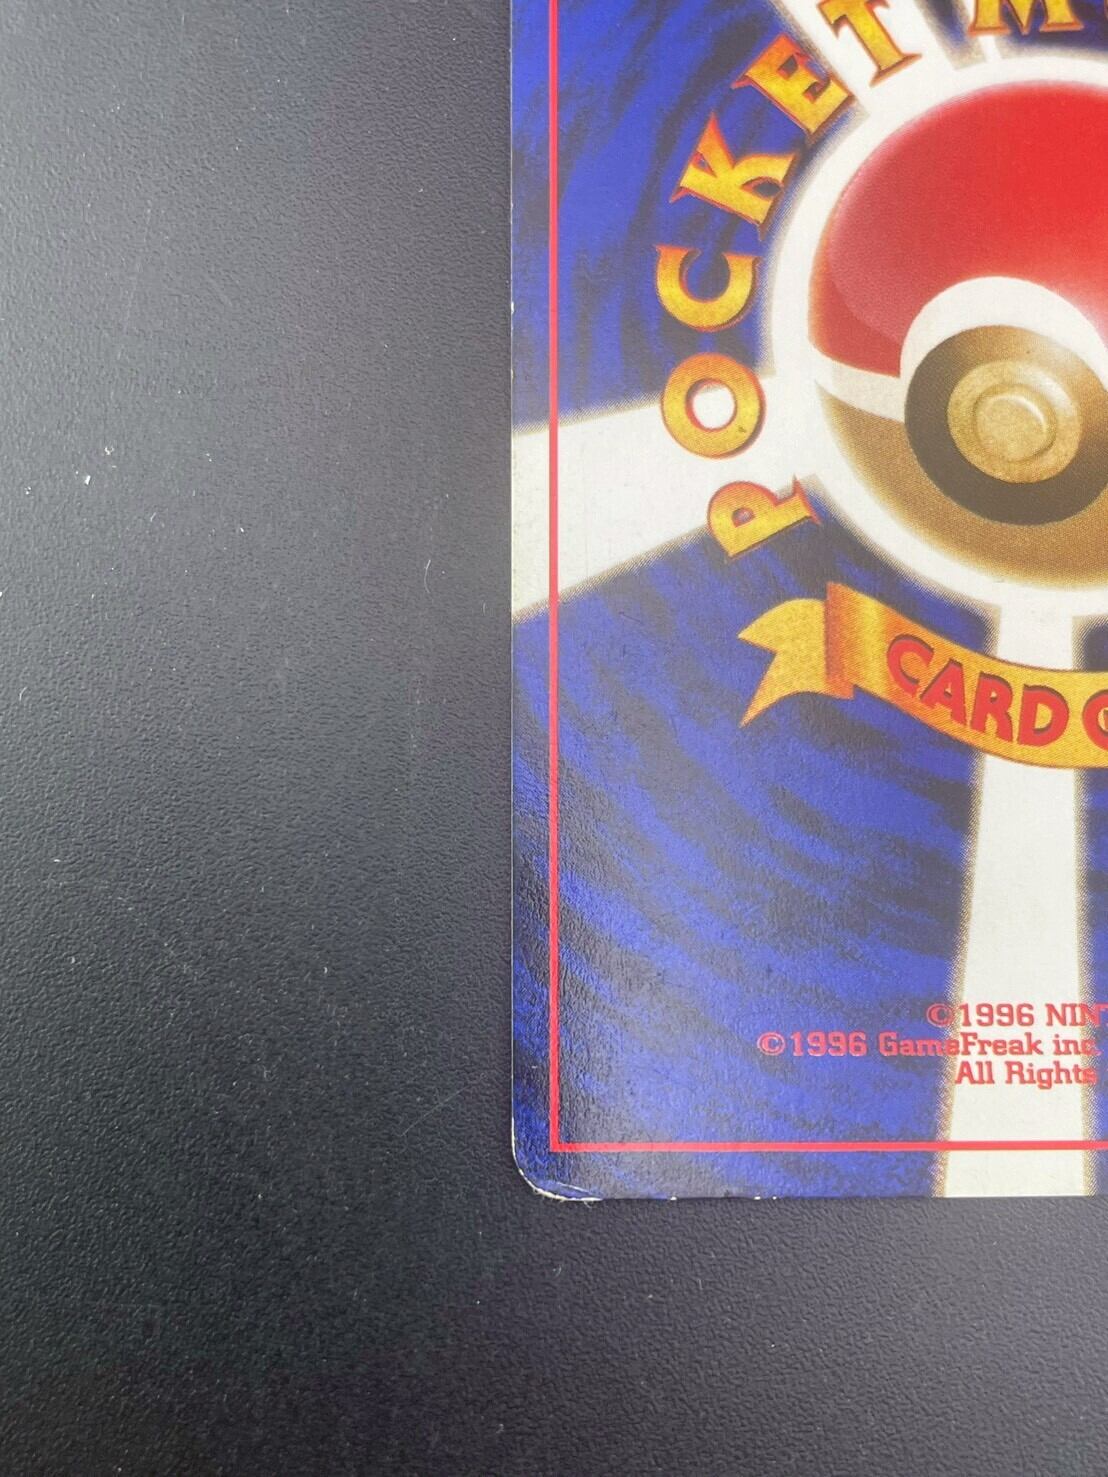 POCKET M
CARD G
©1996 NIN
©1996 GameFreak inc
All Rights